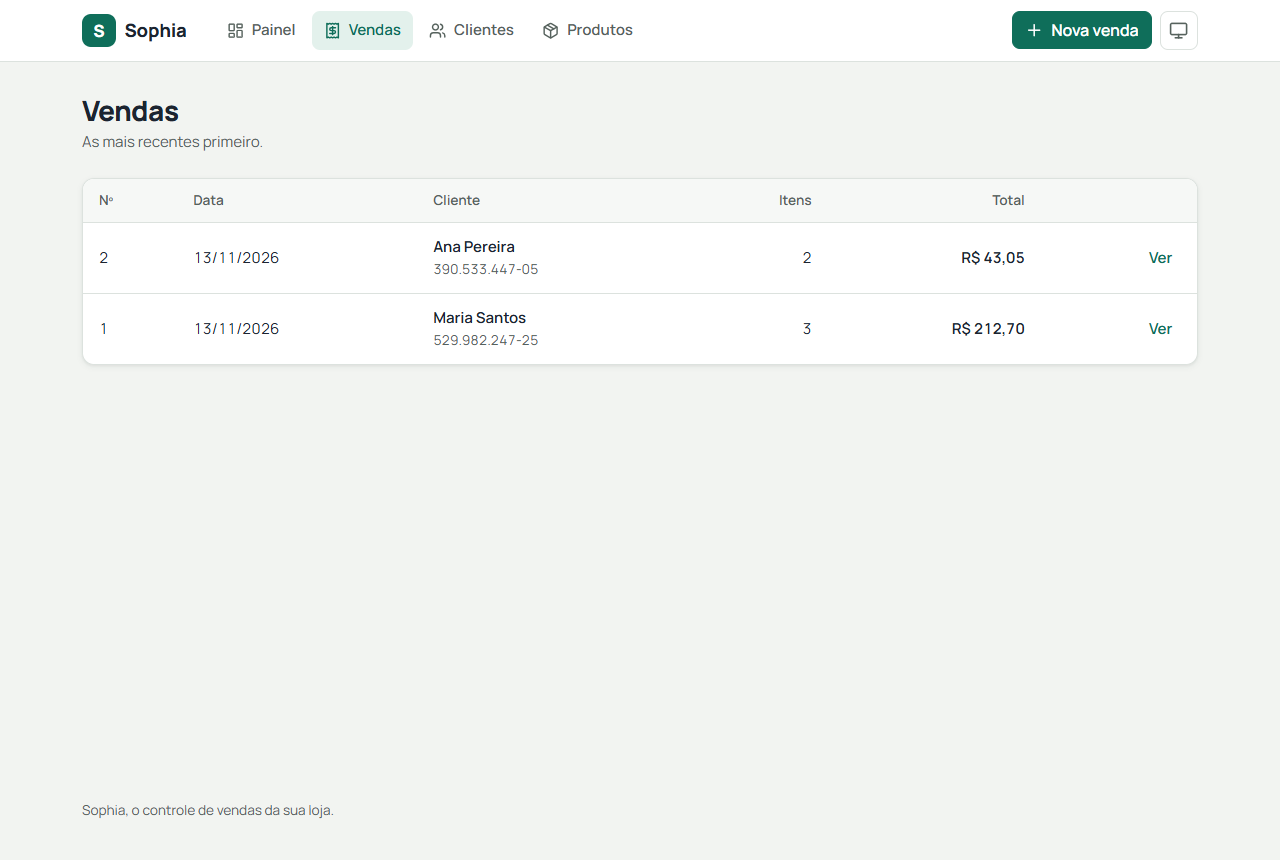 S Sophia Painel Vendas Clientes Produtos + Nova venda
Vendas
As mais recentes primeiro.
Nº Data Cliente Itens Total
2 13/11/2026 Ana Pereira 390.533.447-05 2 R$ 43,05 Ver
1 13/11/2026 Maria Santos 529.982.247-25 3 R$ 212,70 Ver
Sophia, o controle de vendas da sua loja.